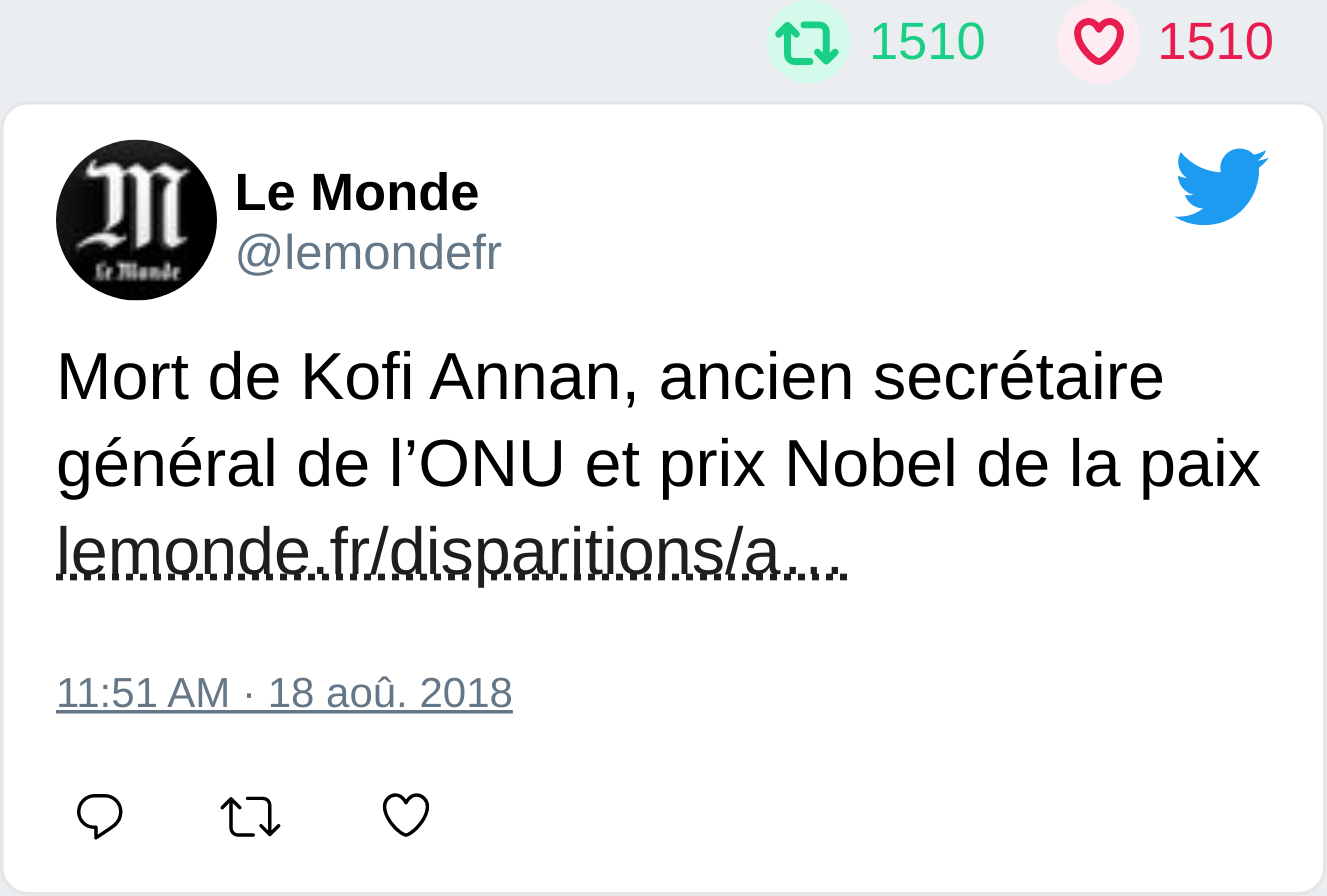 1510 1510
Le Monde
@lemondefr
Le Monde
Mort de Kofi Annan, ancien secrétaire
général de l’ONU et prix Nobel de la paix
lemonde.fr/disparitions/a…
11:51 AM · 18 aoû. 2018